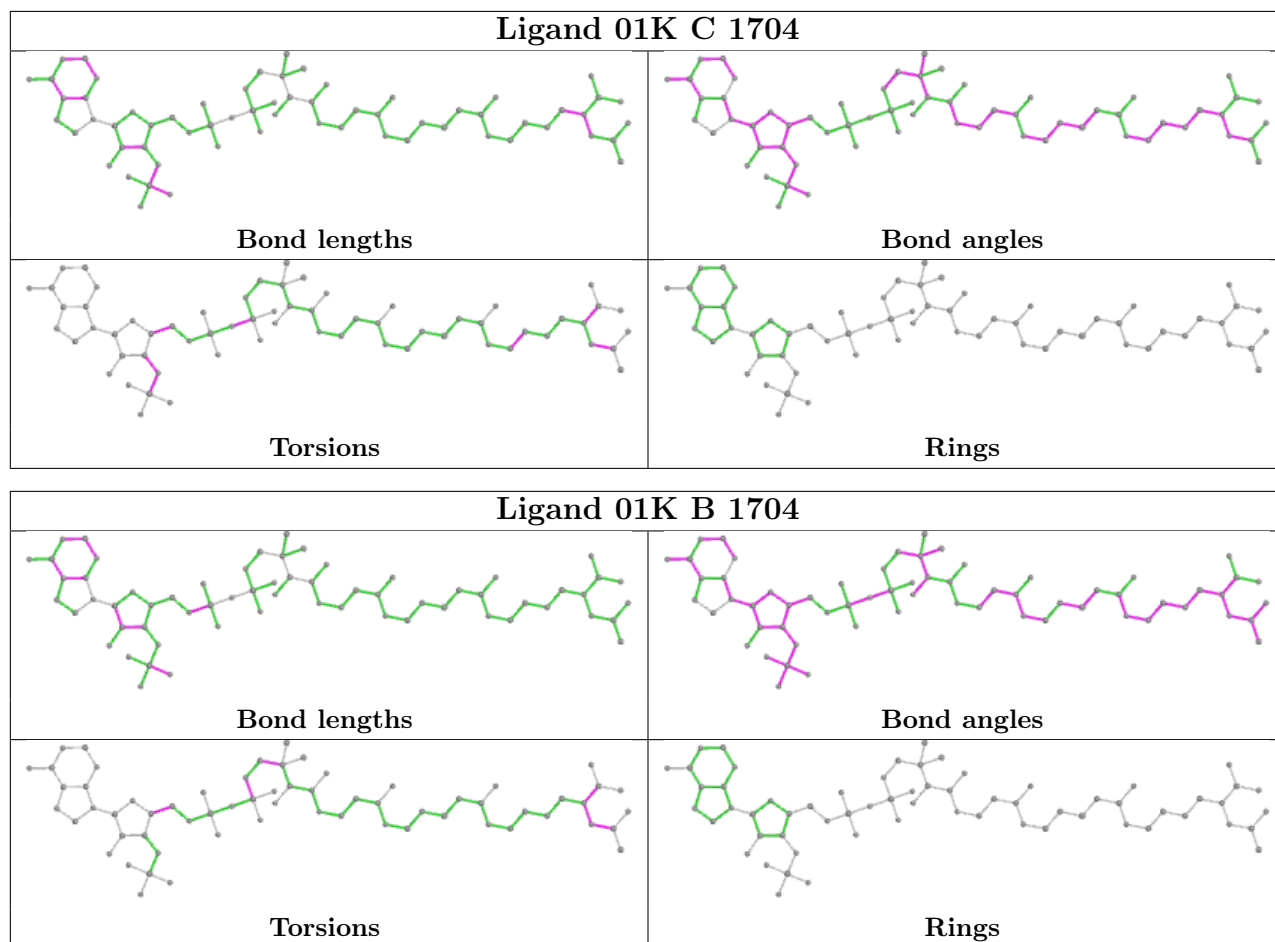 Ligand 01K C 1704
Bond lengths
Bond angles
Torsions
Rings
Ligand 01K B 1704
Bond lengths
Bond angles
Torsions
Rings